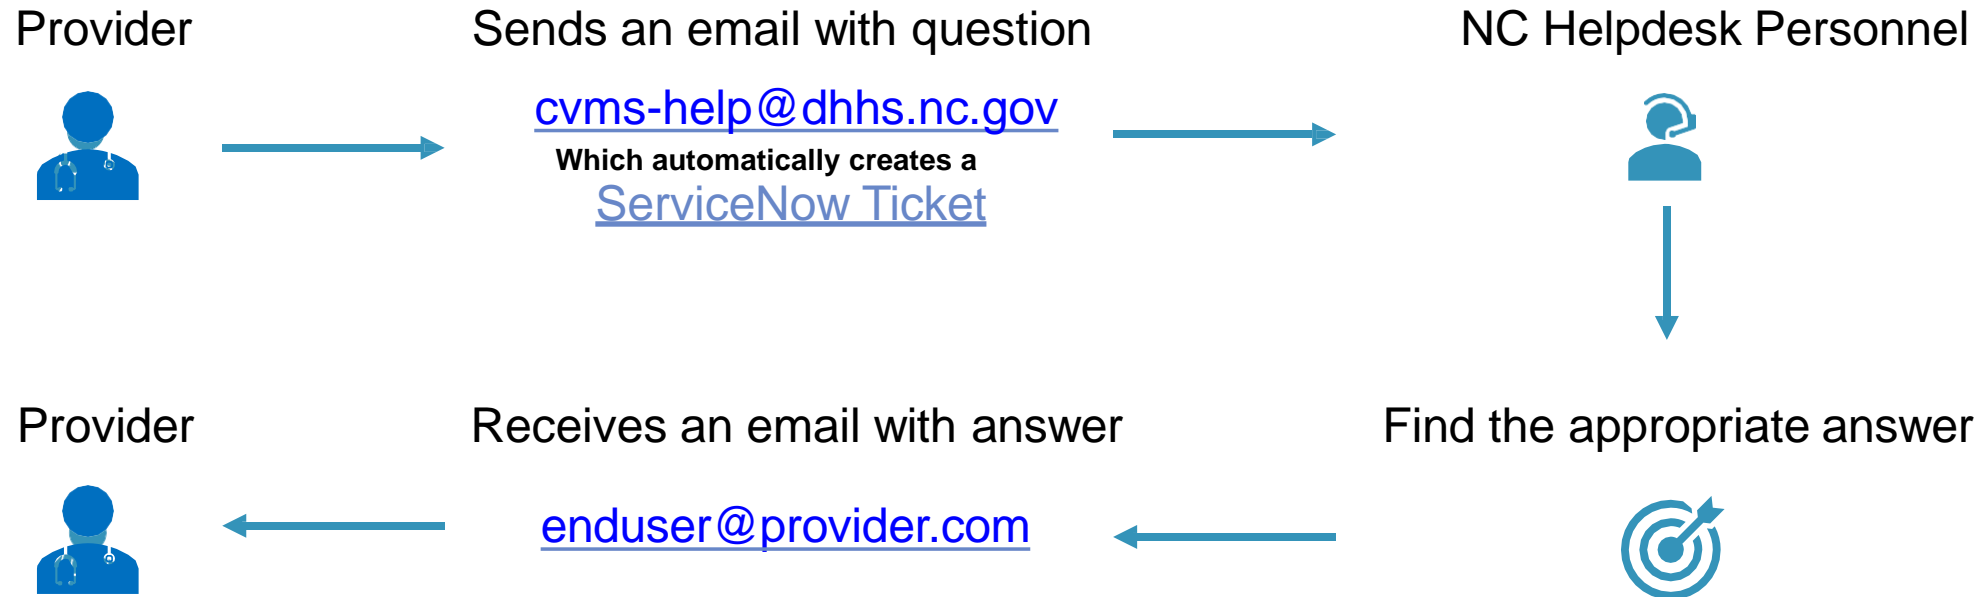 Provider
Sends an email with question
NC Helpdesk Personnel
cvms-help@dhhs.nc.gov
Which automatically creates a
ServiceNow Ticket
Provider
Receives an email with answer
Find the appropriate answer
enduser@provider.com